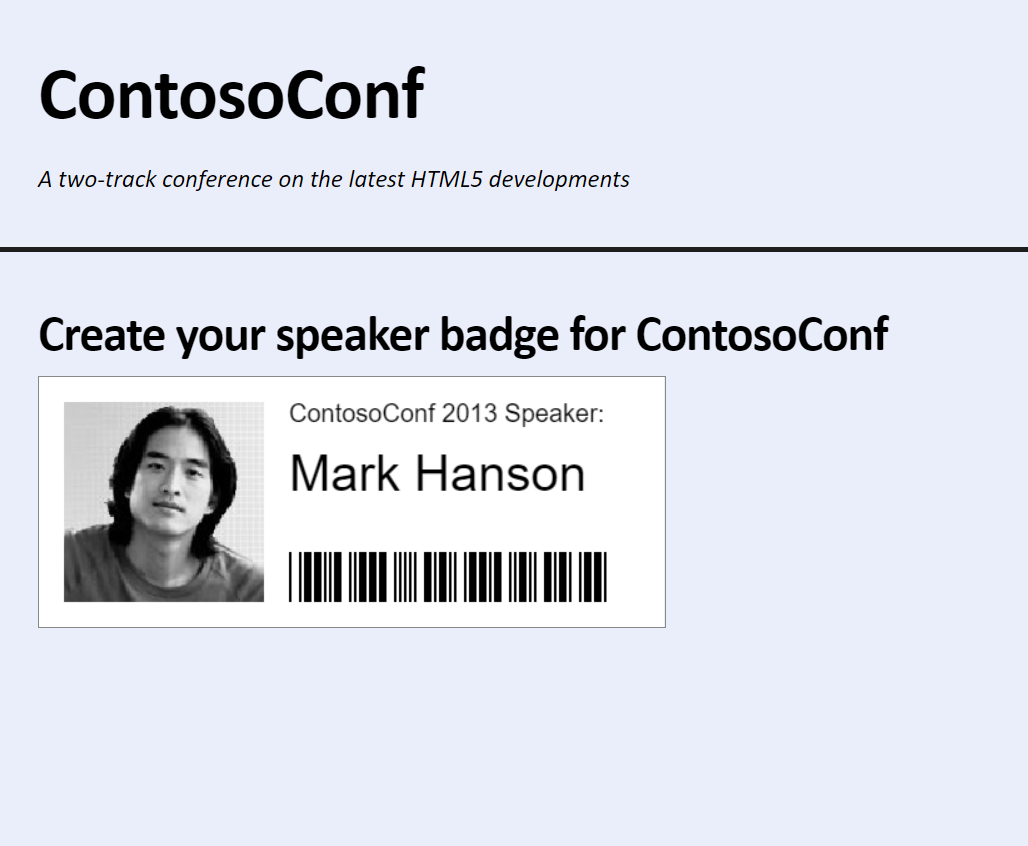 ContosoConf
A two-track conference on the latest HTML5 developments
Create your speaker badge for ContosoConf
ContosoConf 2013 Speaker:
Mark Hanson